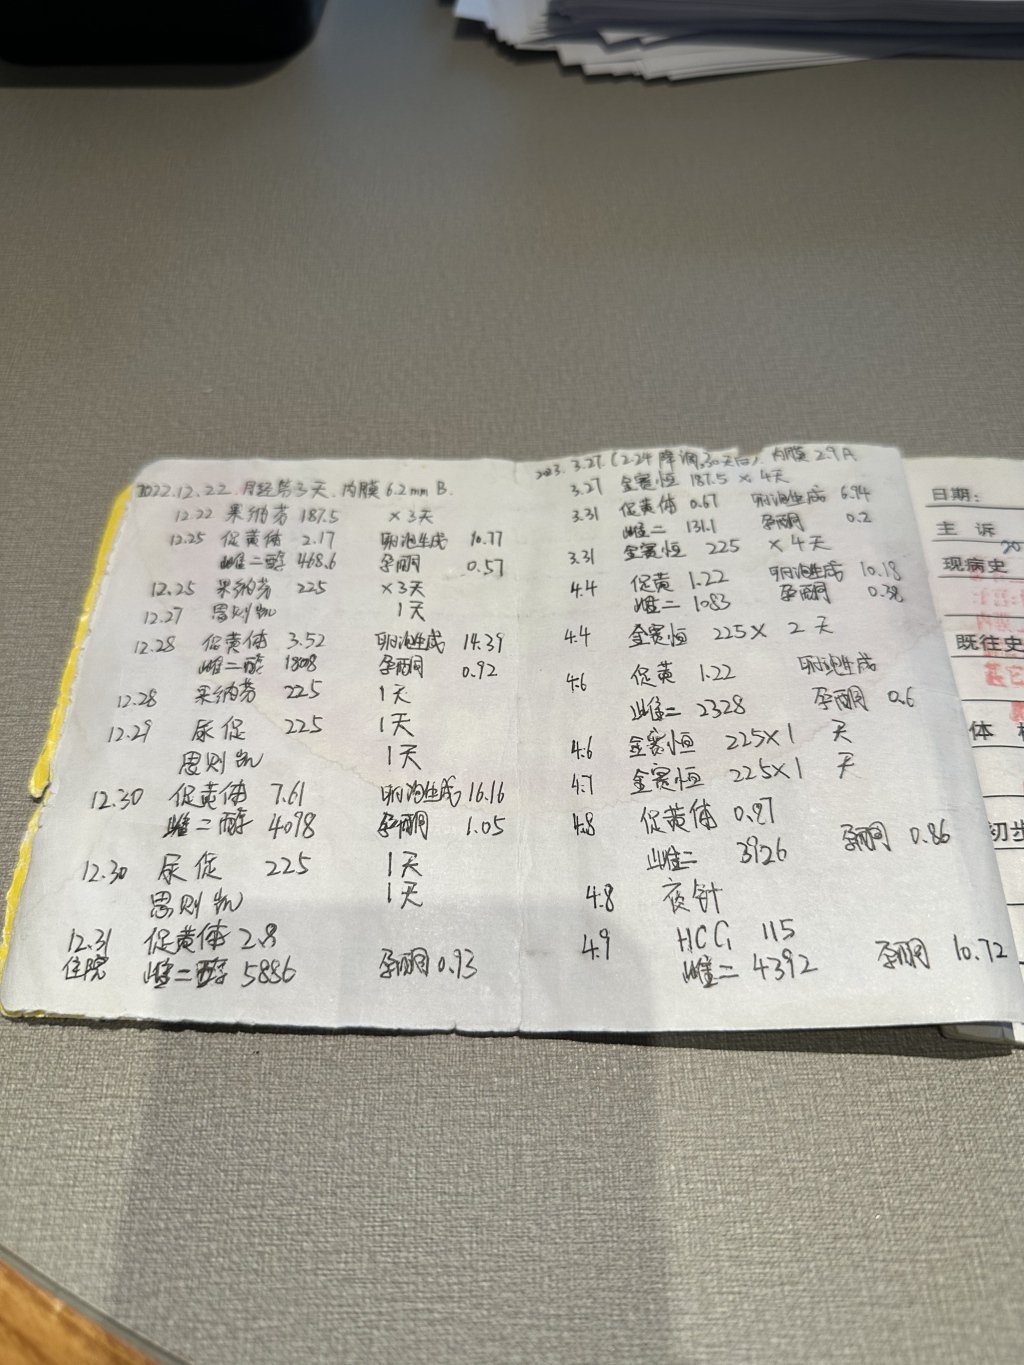 2022.12.22.月经第3天.内膜6.2mm B.
12.22 果纳芬 187.5 ×3天
12.25 促黄体 2.17 卵泡生成 10.77
雌二醇 468.6 孕酮 0.57
12.25 果纳芬 225 ×3天
12.27 思则凯 1天
12.28 促黄体 3.52 卵泡生成 14.39
雌二醇 1808 孕酮 0.92
12.28 果纳芬 225 1天
12.29 尿促 225 1天
思则凯 1天
12.30 促黄体 7.61 卵泡生成 16.16
雌二醇 4098 孕酮 1.05
12.30 尿促 225 1天
思则凯 1天
12.31 促黄体 2.8
住院 雌二醇 5886 孕酮 0.93
2023.3.27.(2.24降调,30天后).内膜2.9A
3.27 金赛恒 187.5 × 4天
3.31 促黄体 0.67 卵泡生成 6.94
雌二 131.1 孕酮 0.2
3.31 金赛恒 225 × 4天
4.4 促黄 1.22 卵泡生成 10.18
雌二 1083 孕酮 0.38
4.4 金赛恒 225× 2天
4.6 促黄 1.22 卵泡生成
雌二 2328 孕酮 0.6
4.6 金赛恒 225×1 天
4.7 金赛恒 225×1 天
4.8 促黄体 0.87
雌二 3926 孕酮 0.86
4.8 夜针
4.9 HCG 115
雌二 4392 孕酮 10.72
日期:
主 诉
20
现病史
既往史
体
初步